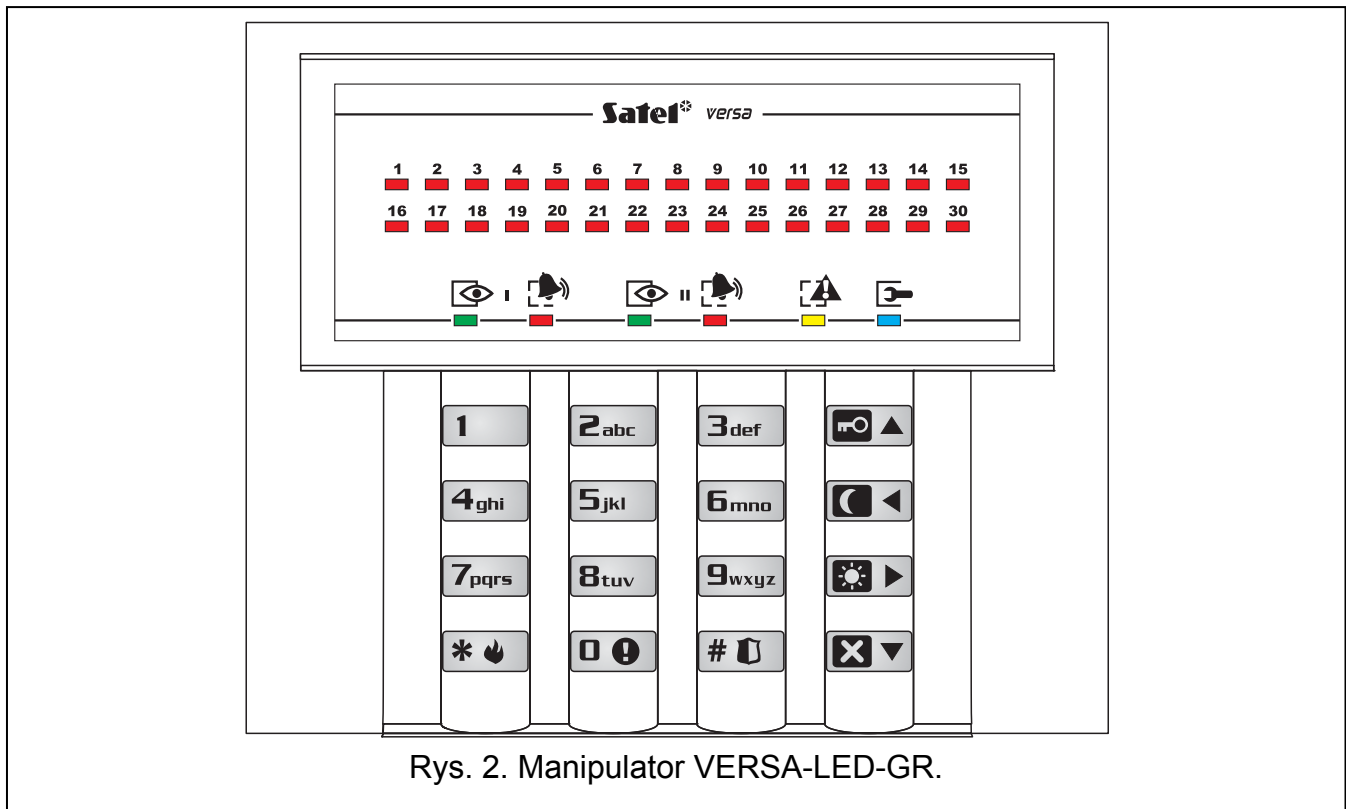 Satel* versa
1 2 3 4 5 6 7 8 9 10 11 12 13 14 15
16 17 18 19 20 21 22 23 24 25 26 27 28 29 30
I II
1 2abc 3def
4ghi 5jkl 6mno
7pqrs 8tuv 9wxyz
* 0 #
Rys. 2. Manipulator VERSA-LED-GR.